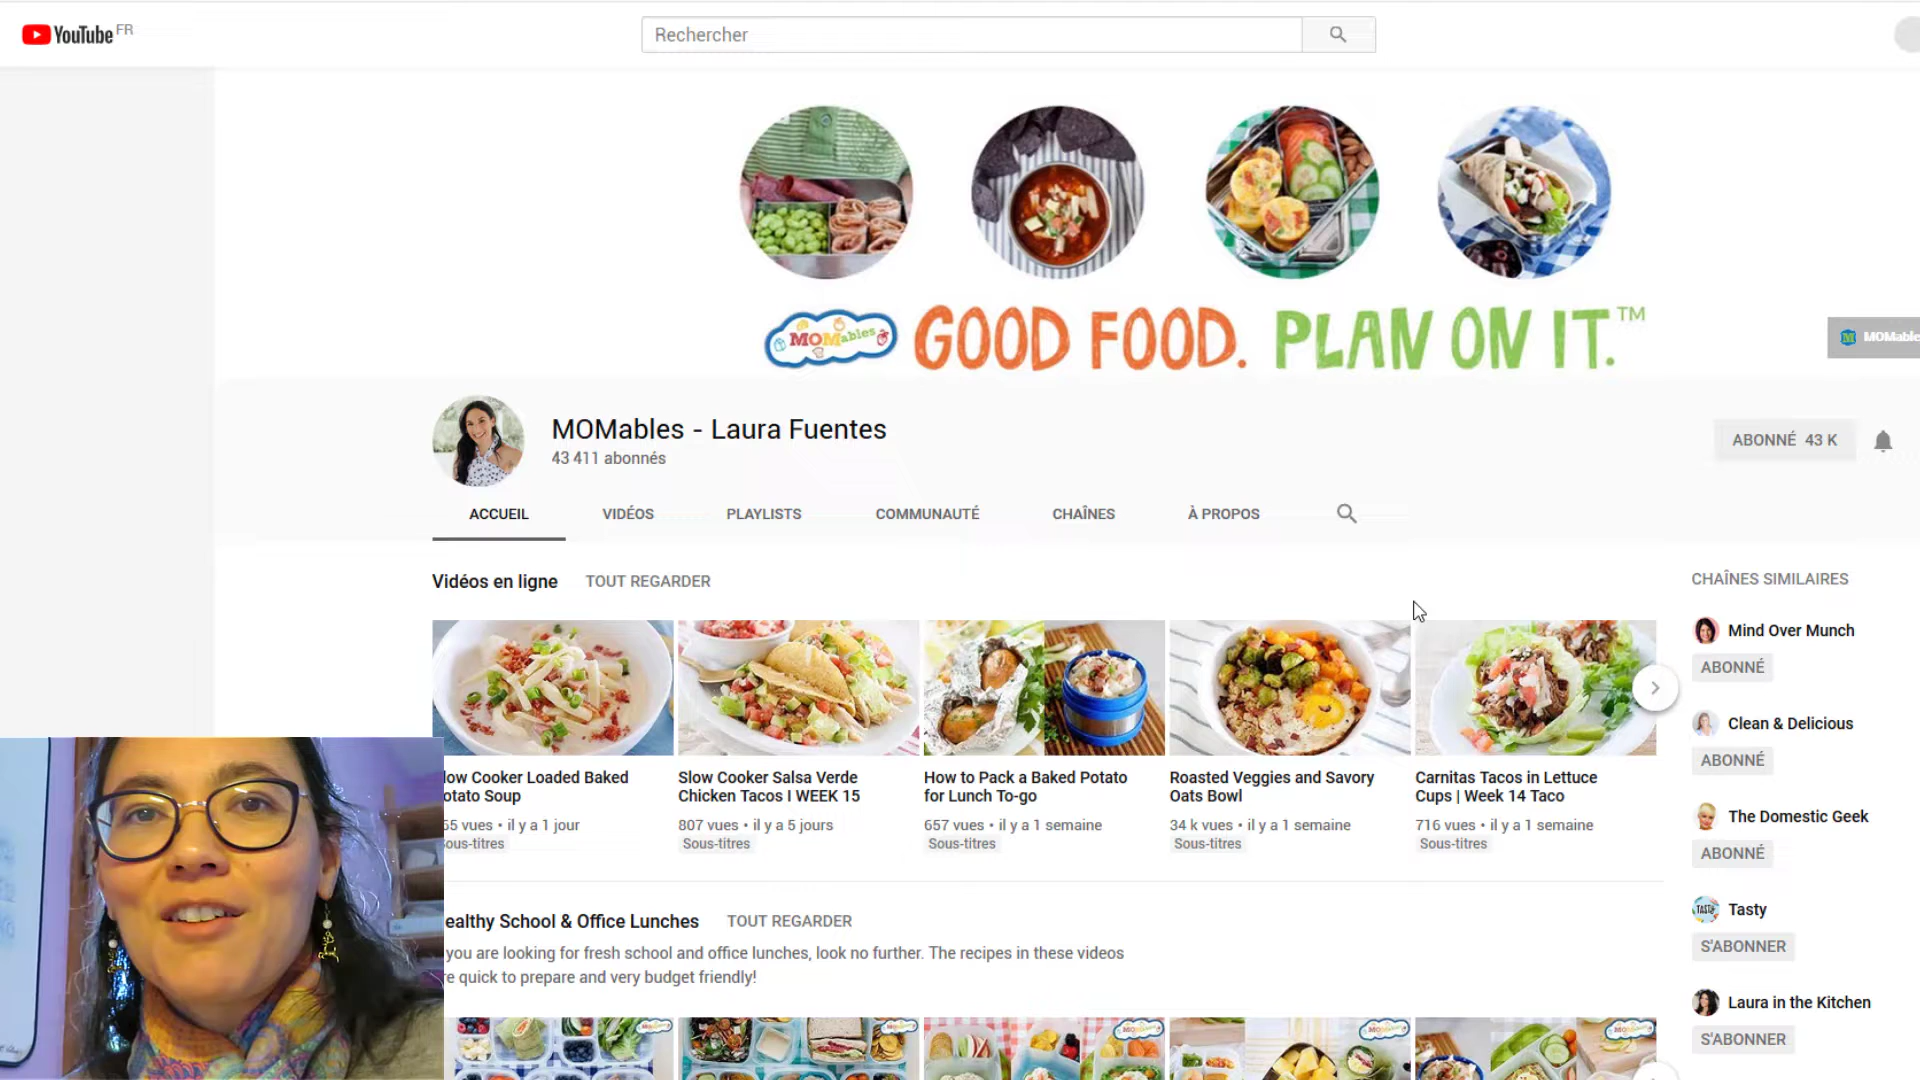 YouTube FR
Rechercher
MOMables GOOD FOOD. PLAN ON IT.™
MOMables - Laura Fuentes
43 411 abonnés
ABONNÉ 43 K
ACCUEIL VIDÉOS PLAYLISTS COMMUNAUTÉ CHAÎNES À PROPOS
Vidéos en ligne TOUT REGARDER
low Cooker Loaded Baked
otato Soup
55 vues • il y a 1 jour
ous-titres
Slow Cooker Salsa Verde
Chicken Tacos I WEEK 15
807 vues • il y a 5 jours
Sous-titres
How to Pack a Baked Potato
for Lunch To-go
657 vues • il y a 1 semaine
Sous-titres
Roasted Veggies and Savory
Oats Bowl
34 k vues • il y a 1 semaine
Sous-titres
Carnitas Tacos in Lettuce
Cups | Week 14 Taco
716 vues • il y a 1 semaine
Sous-titres
ealthy School & Office Lunches TOUT REGARDER
you are looking for fresh school and office lunches, look no further. The recipes in these videos
re quick to prepare and very budget friendly!
CHAÎNES SIMILAIRES
Mind Over Munch
ABONNÉ
Clean & Delicious
ABONNÉ
The Domestic Geek
ABONNÉ
TASTY Tasty
S'ABONNER
Laura in the Kitchen
S'ABONNER